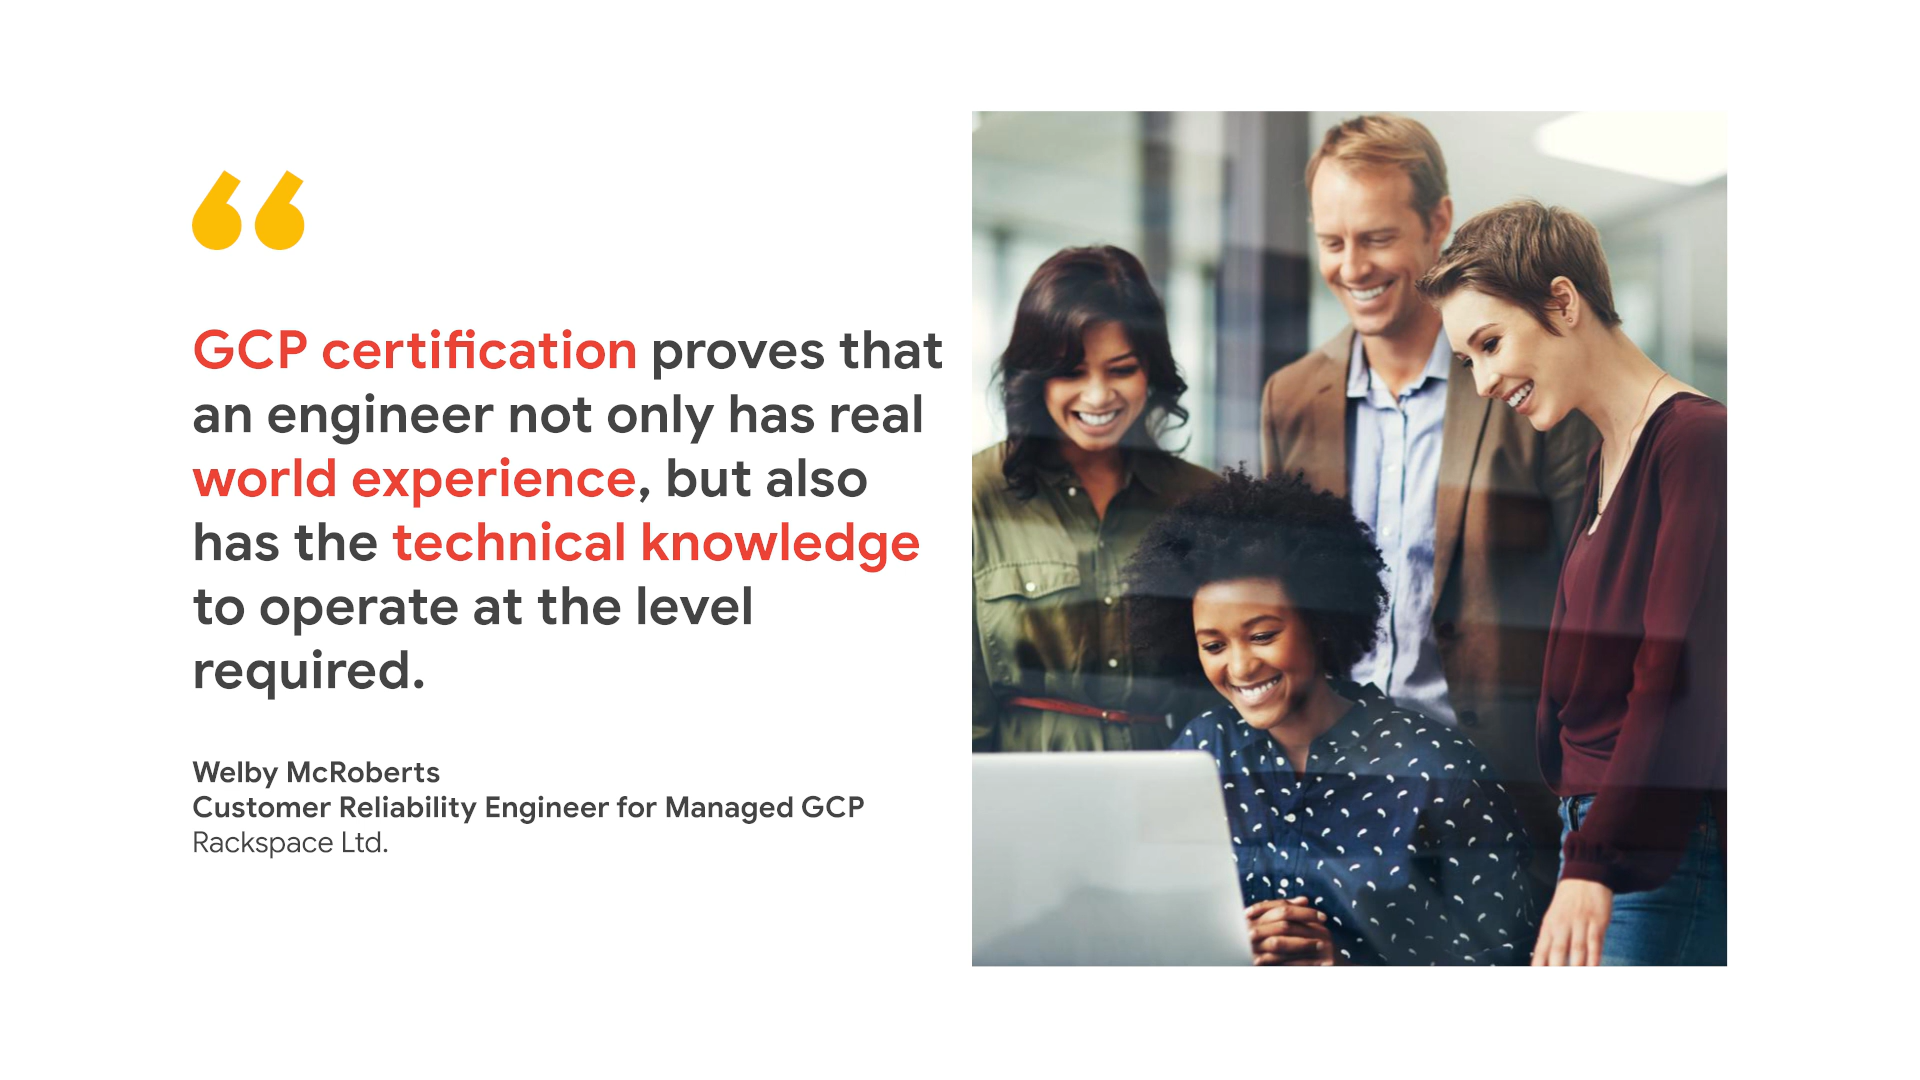 “
GCP certification proves that
an engineer not only has real
world experience, but also
has the technical knowledge
to operate at the level
required.
Welby McRoberts
Customer Reliability Engineer for Managed GCP
Rackspace Ltd.